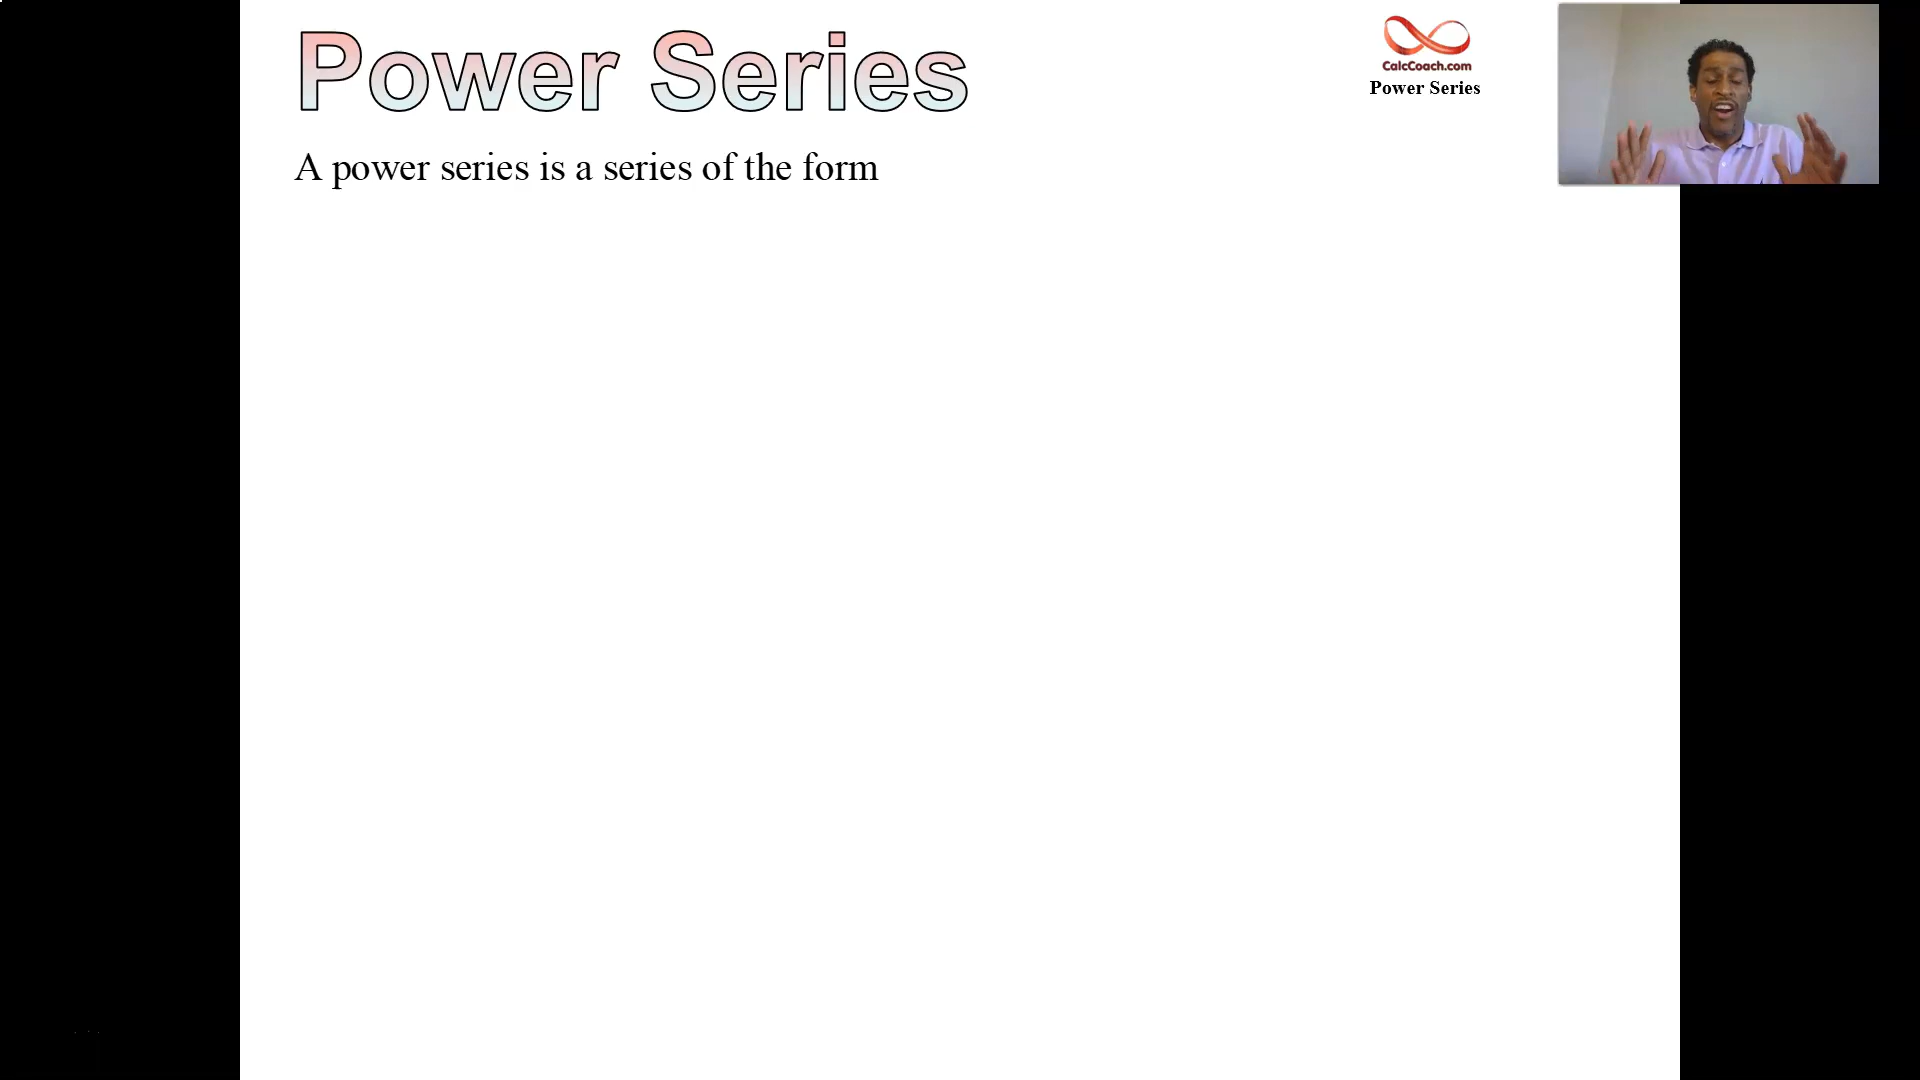 Power Series
CalcCoach.com
Power Series
A power series is a series of the form